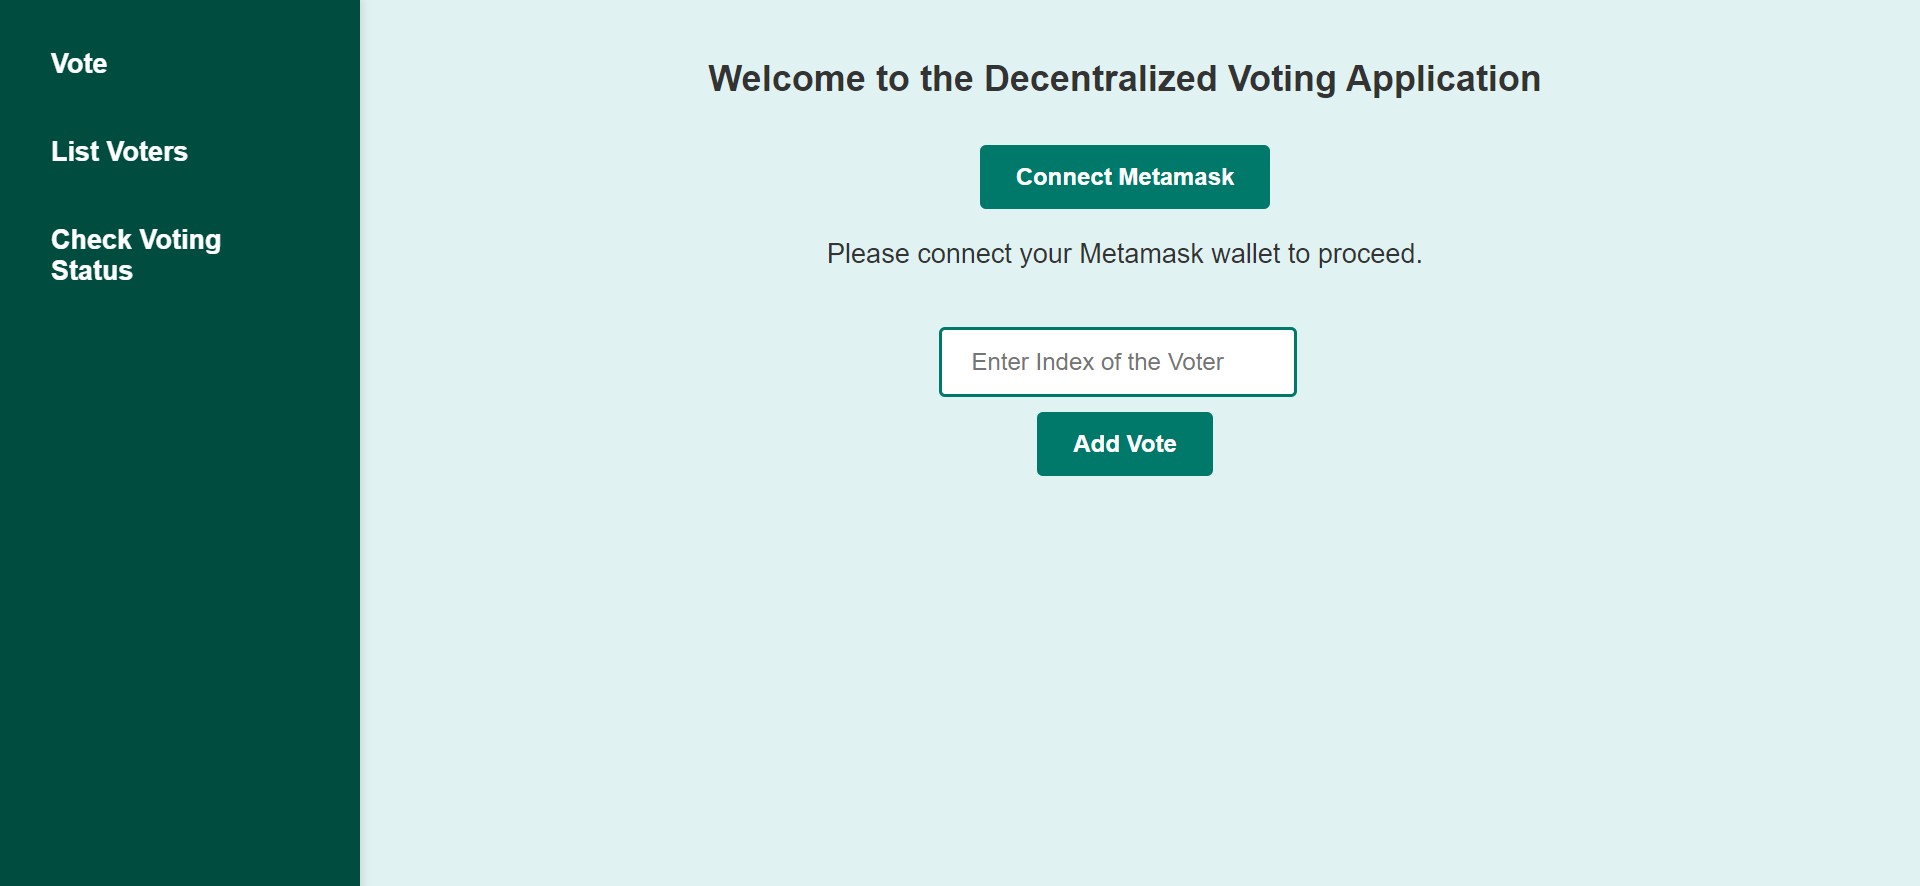 Vote
List Voters
Check Voting
Status
Welcome to the Decentralized Voting Application
Connect Metamask
Please connect your Metamask wallet to proceed.
Enter Index of the Voter
Add Vote